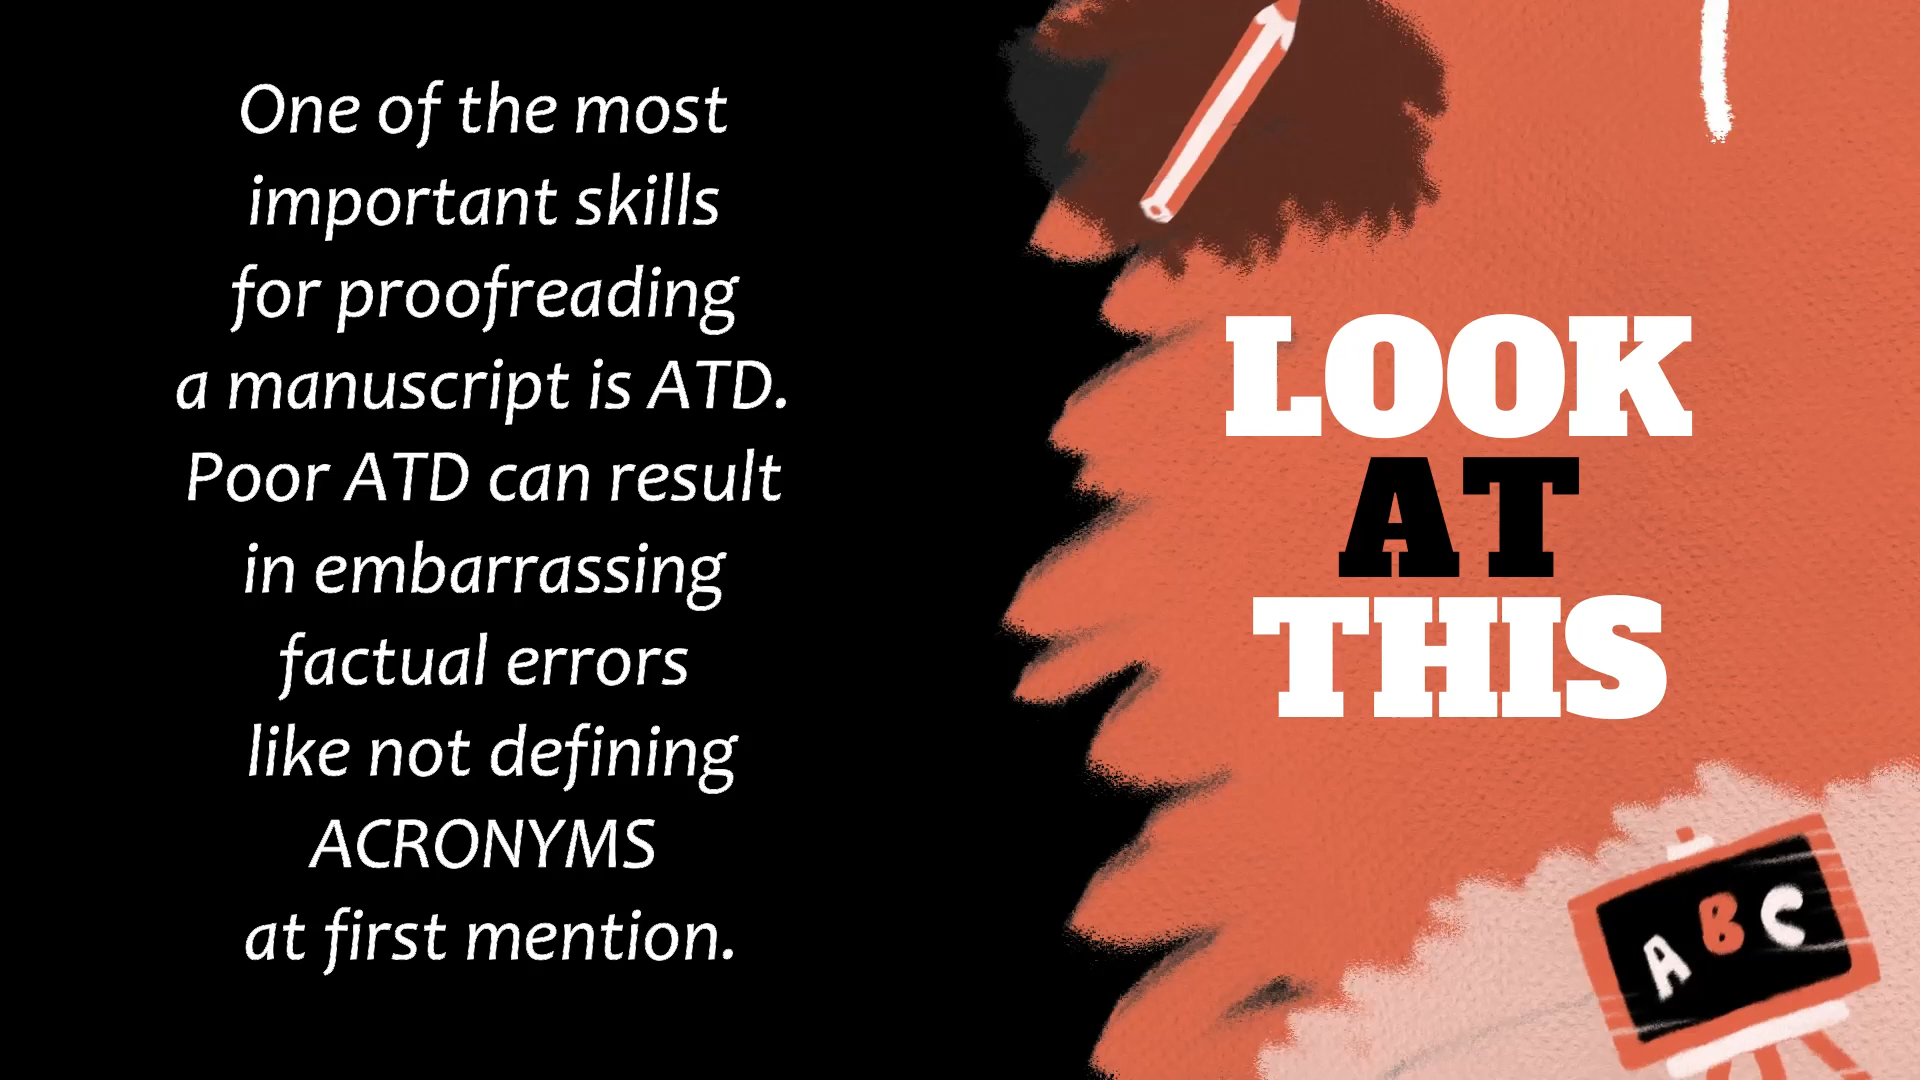 One of the most
important skills
for proofreading
a manuscript is ATD.
Poor ATD can result
in embarrassing
factual errors
like not defining
ACRONYMS
at first mention.
LOOK
AT
THIS
A B C